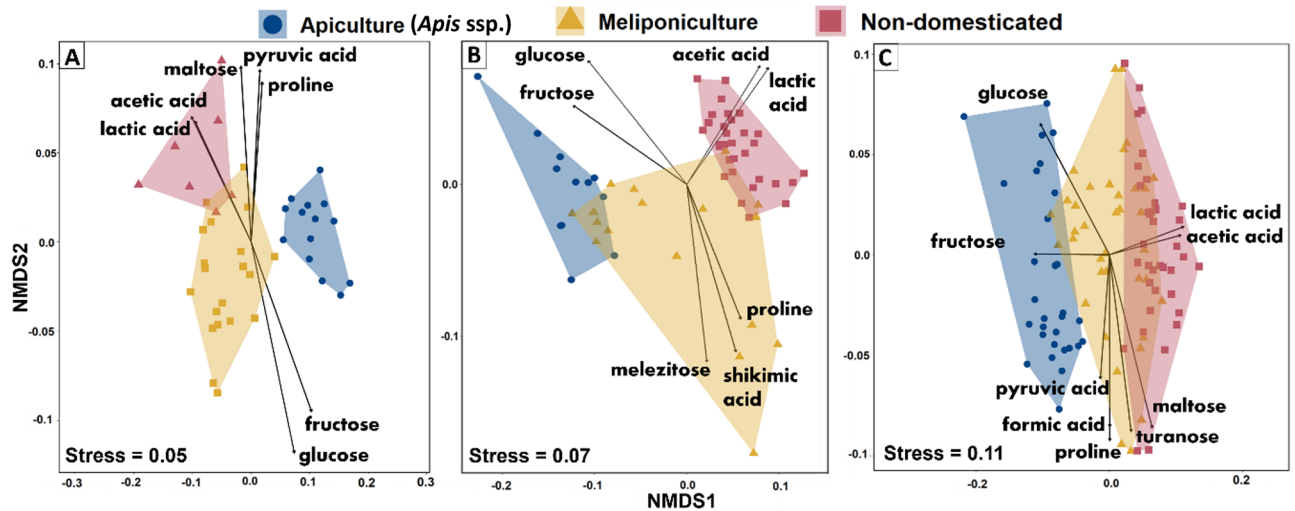 Apiculture (Apis ssp.) Meliponiculture Non-domesticated
A
pyruvic acid
maltose
proline
acetic acid
lactic acid
fructose
glucose
Stress = 0.05
0.1
0.05
0.0
-0.05
-0.1
NMDS2
-0.3 -0.2 -0.1 0.0 0.1 0.2 0.3
B
glucose
acetic acid
fructose
lactic
acid
proline
melezitose
shikimic
acid
Stress = 0.07
0.0
-0.1
-0.2 -0.1 0.0 0.1
NMDS1
C
glucose
lactic acid
acetic acid
fructose
pyruvic acid
maltose
formic acid
turanose
proline
Stress = 0.11
0.1
0.05
0.0
-0.05
-0.1
-0.2 0.0 0.2